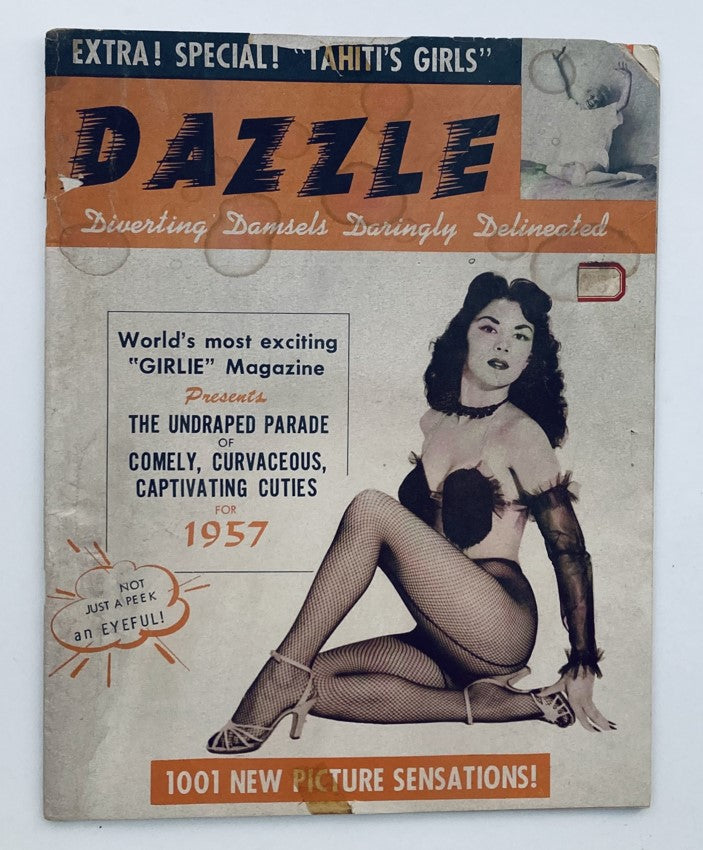 EXTRA! SPECIAL! "TAHITI'S GIRLS"
DAZZLE
Diverting Damsels Daringly Delineated
World's most exciting
"GIRLIE" Magazine
Presents
THE UNDRAPED PARADE
OF
COMELY, CURVACEOUS,
CAPTIVATING CUTIES
FOR
1957
NOT
JUST A PEEK
an EYEFUL!
1001 NEW PICTURE SENSATIONS!